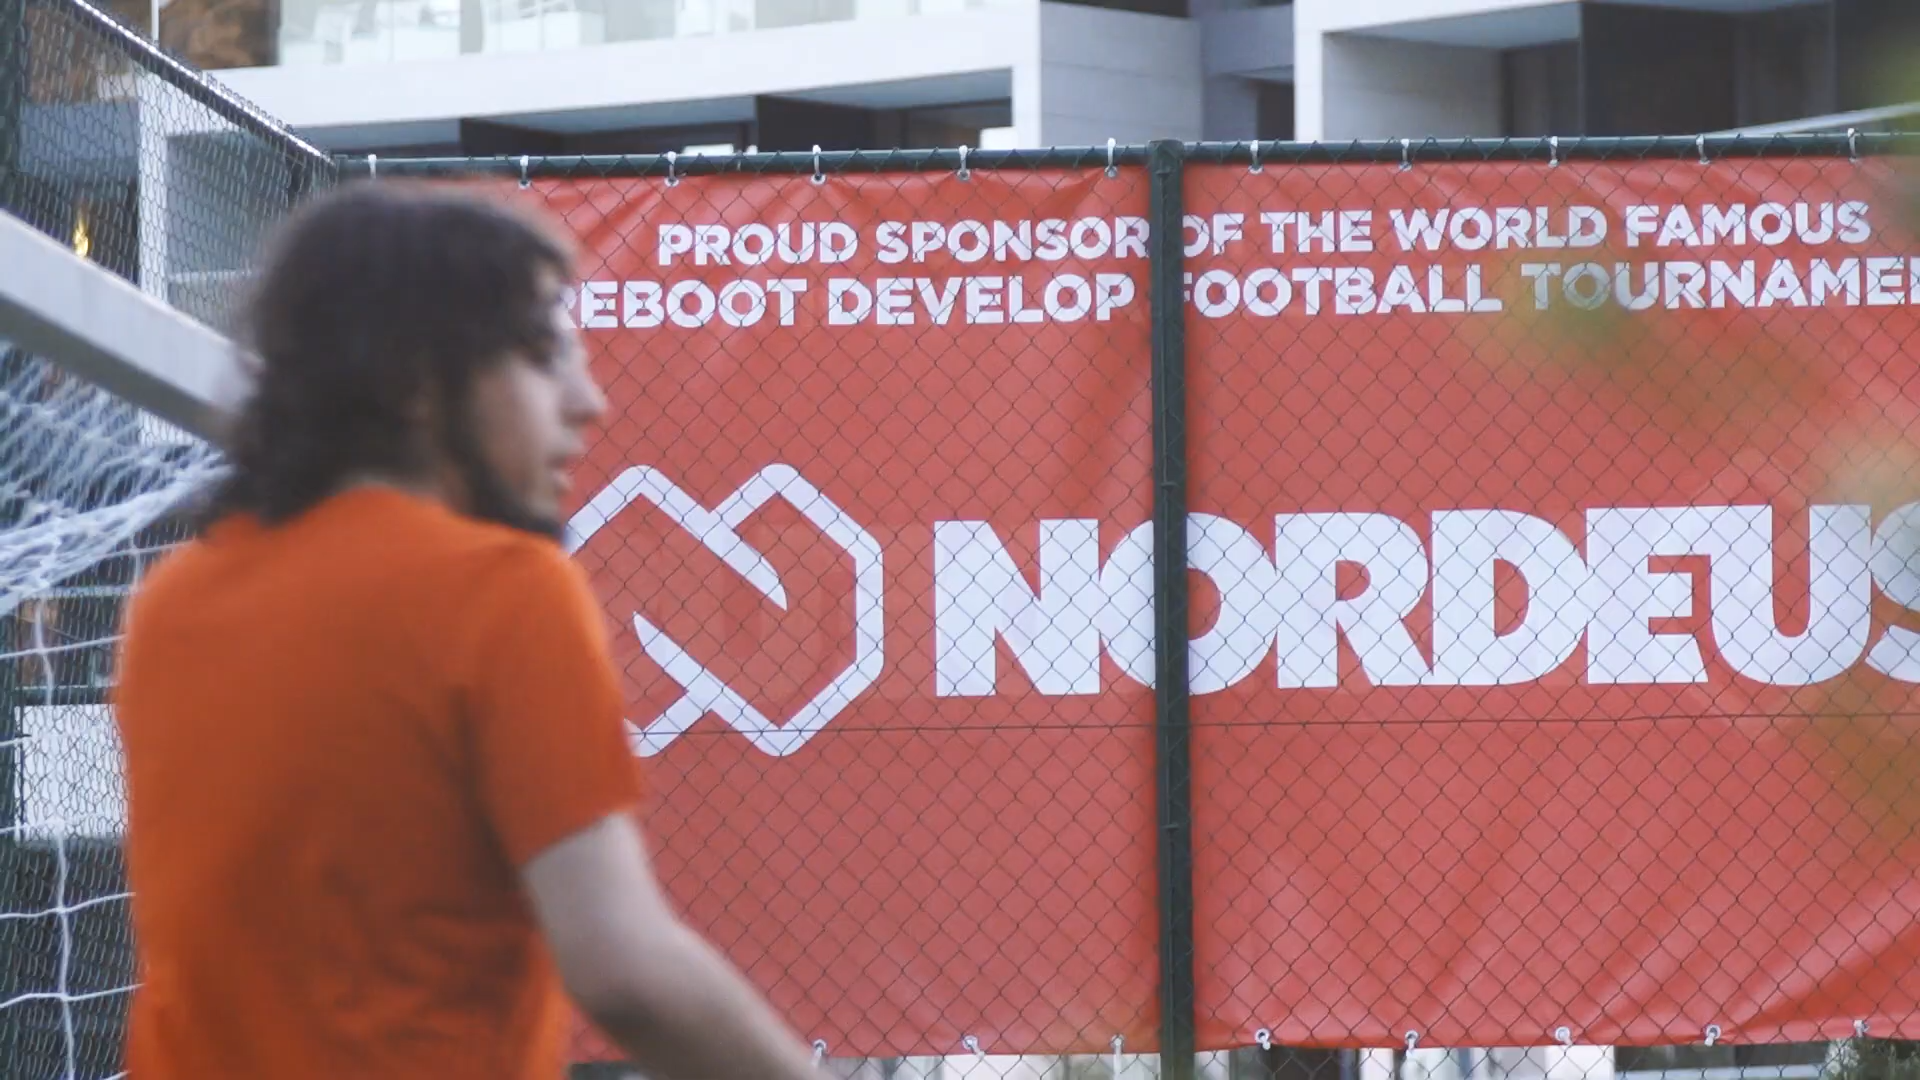 PROUD SPONSOR OF THE WORLD FAMOUS
REBOOT DEVELOP FOOTBALL TOURNAMEN
NORDEUS